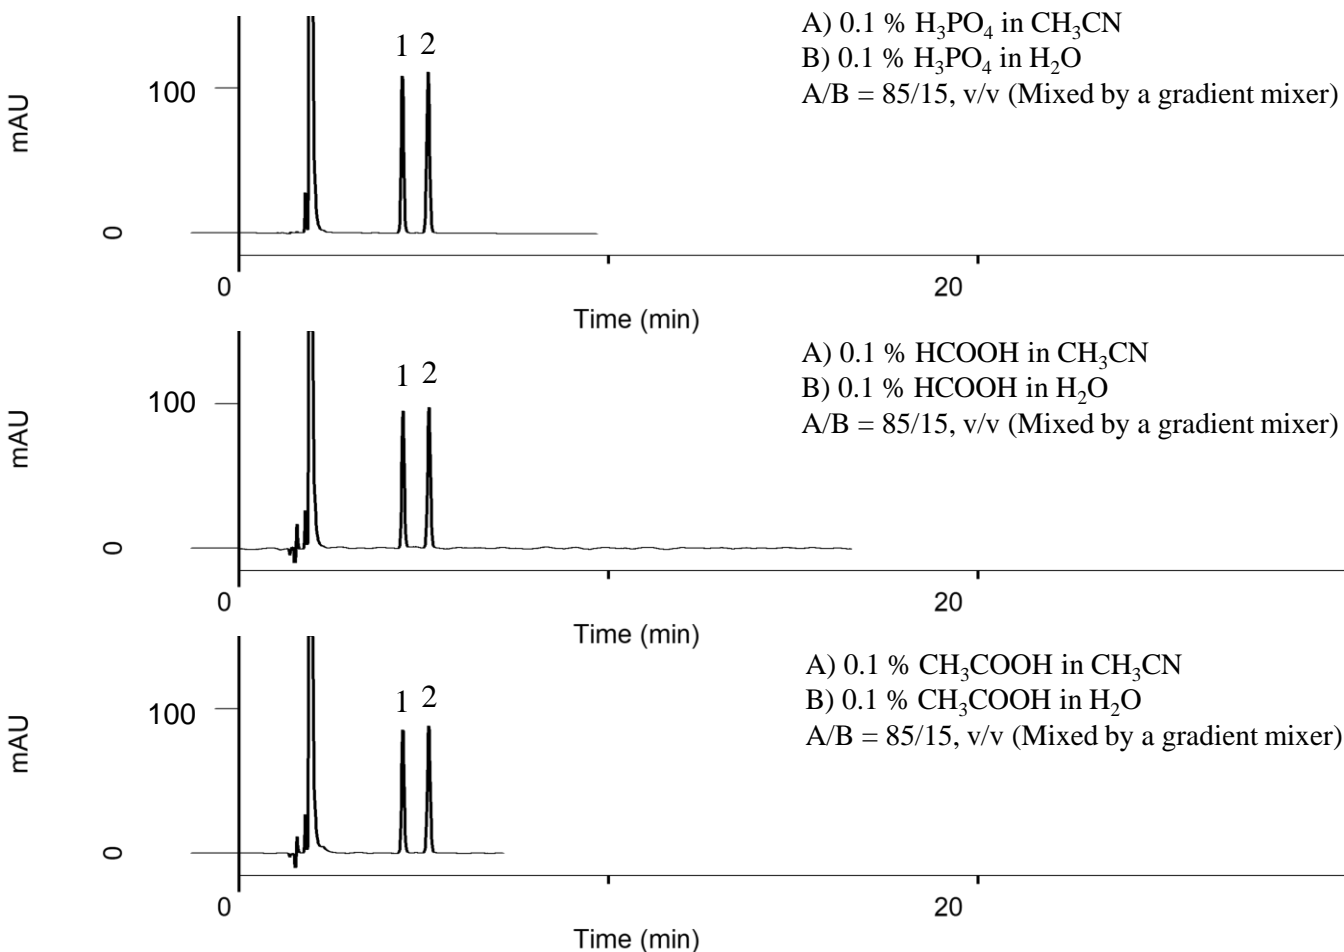 A) 0.1 % H₃PO₄ in CH₃CN
B) 0.1 % H₃PO₄ in H₂O
A/B = 85/15, v/v (Mixed by a gradient mixer)
1 2
100
mAU
0
0 20
Time (min)
A) 0.1 % HCOOH in CH₃CN
B) 0.1 % HCOOH in H₂O
A/B = 85/15, v/v (Mixed by a gradient mixer)
1 2
100
mAU
0
0 20
Time (min)
A) 0.1 % CH₃COOH in CH₃CN
B) 0.1 % CH₃COOH in H₂O
A/B = 85/15, v/v (Mixed by a gradient mixer)
1 2
100
mAU
0
0 20
Time (min)